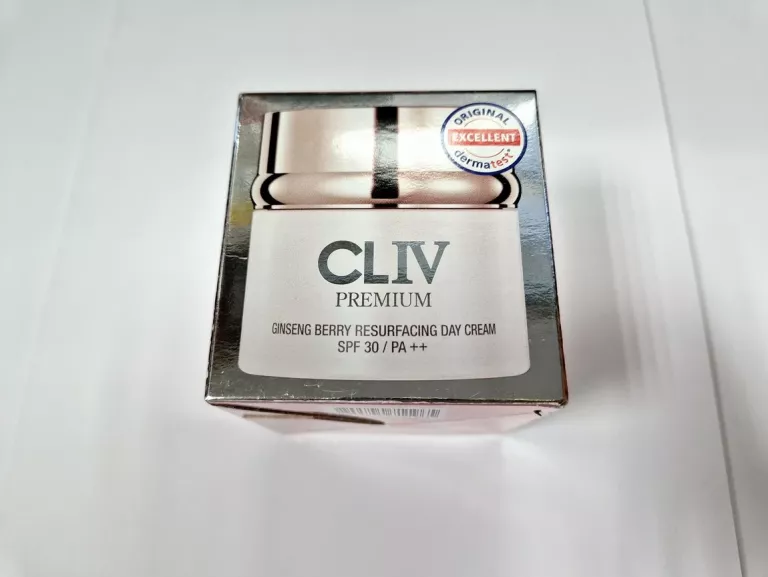 ORIGINAL
EXCELLENT
dermatest®
CLIV
PREMIUM
GINSENG BERRY RESURFACING DAY CREAM
SPF 30 / PA ++